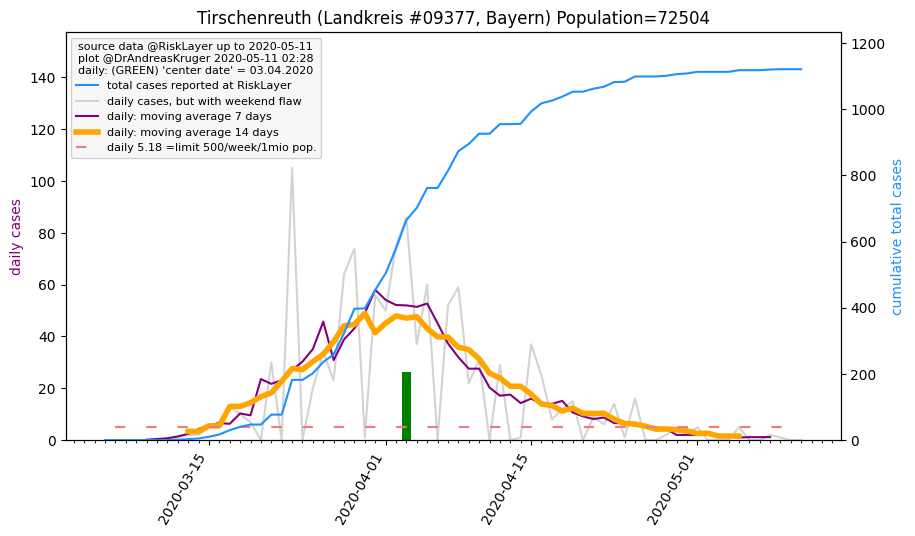 Tirschenreuth (Landkreis #09377, Bayern) Population=72504
source data @RiskLayer up to 2020-05-11
plot @DrAndreasKruger 2020-05-11 02:28
daily: (GREEN) 'center date' = 03.04.2020
total cases reported at RiskLayer
daily cases, but with weekend flaw
daily: moving average 7 days
daily: moving average 14 days
daily 5.18 =limit 500/week/1mio pop.
daily cases
140
120
100
80
60
40
20
0
cumulative total cases
1200
1000
800
600
400
200
0
2020-03-15
2020-04-01
2020-04-15
2020-05-01